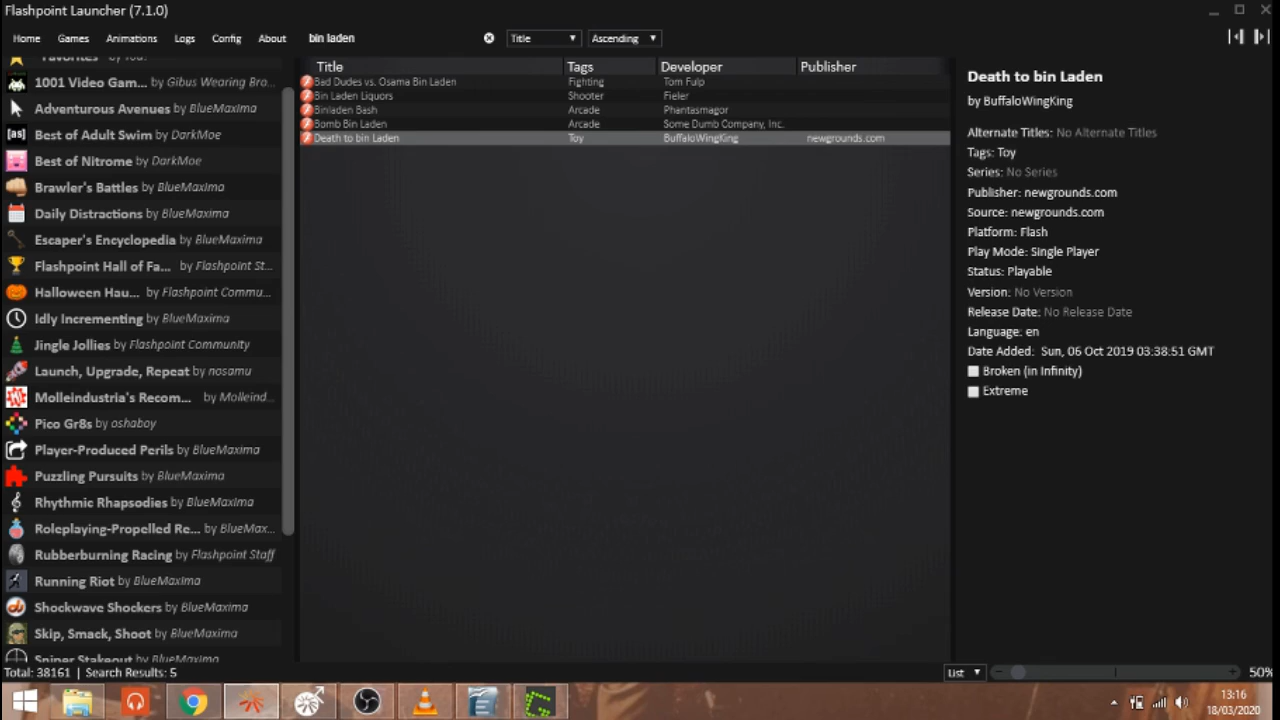 Flashpoint Launcher (7.1.0)
Home Games Animations Logs Config About bin laden Title Ascending
Favorites by You!
1001 Video Gam... by Gibus Wearing Bro...
Adventurous Avenues by BlueMaxima
[as] Best of Adult Swim by DarkMoe
Best of Nitrome by DarkMoe
Brawler's Battles by BlueMaxima
Daily Distractions by BlueMaxima
Escaper's Encyclopedia by BlueMaxima
Flashpoint Hall of Fa... by Flashpoint St...
Halloween Hau... by Flashpoint Commu...
Idly Incrementing by BlueMaxima
Jingle Jollies by Flashpoint Community
Launch, Upgrade, Repeat by nosamu
Molleindustria's Recom... by Molleind...
Pico Gr8s by oshaboy
Player-Produced Perils by BlueMaxima
Puzzling Pursuits by BlueMaxima
Rhythmic Rhapsodies by BlueMaxima
Roleplaying-Propelled Re... by BlueMax...
Rubberburning Racing by Flashpoint Staff
Running Riot by BlueMaxima
Shockwave Shockers by BlueMaxima
Skip, Smack, Shoot by BlueMaxima
Sniper Stakeout by BlueMaxima
Title Tags Developer Publisher
Bad Dudes vs. Osama Bin Laden Fighting Tom Fulp
Bin Laden Liquors Shooter Fieler
Binladen Bash Arcade Phantasmagor
Bomb Bin Laden Arcade Some Dumb Company, Inc.
Death to bin Laden Toy BuffaloWingKing newgrounds.com
Death to bin Laden
by BuffaloWingKing
Alternate Titles: No Alternate Titles
Tags: Toy
Series: No Series
Publisher: newgrounds.com
Source: newgrounds.com
Platform: Flash
Play Mode: Single Player
Status: Playable
Version: No Version
Release Date: No Release Date
Language: en
Date Added: Sun, 06 Oct 2019 03:38:51 GMT
Broken (in Infinity)
Extreme
Total: 38161 | Search Results: 5
List 50%
13:16
18/03/2020